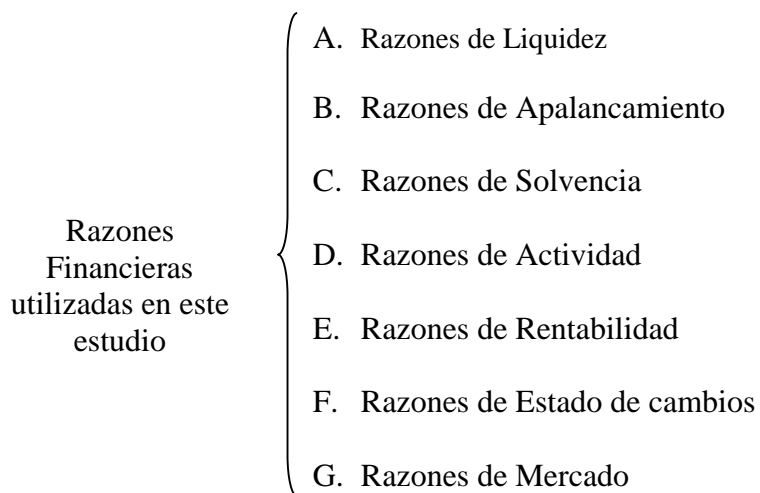 Razones
Financieras
utilizadas en este
estudio
A. Razones de Liquidez
B. Razones de Apalancamiento
C. Razones de Solvencia
D. Razones de Actividad
E. Razones de Rentabilidad
F. Razones de Estado de cambios
G. Razones de Mercado